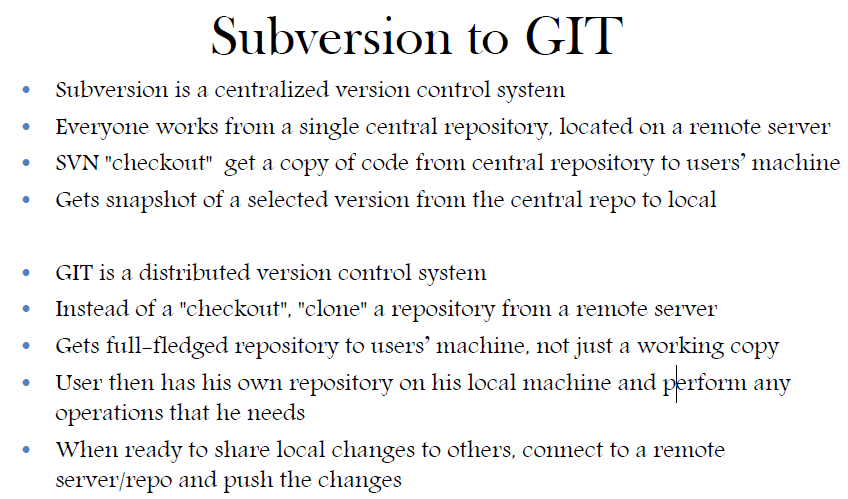 Subversion to GIT
• Subversion is a centralized version control system
• Everyone works from a single central repository, located on a remote server
• SVN "checkout"  get a copy of code from central repository to users’ machine
• Gets snapshot of a selected version from the central repo to local
• GIT is a distributed version control system
• Instead of a "checkout", "clone" a repository from a remote server
• Gets full-fledged repository to users’ machine, not just a working copy
• User then has his own repository on his local machine and perform any
operations that he needs
• When ready to share local changes to others, connect to a remote
server/repo and push the changes